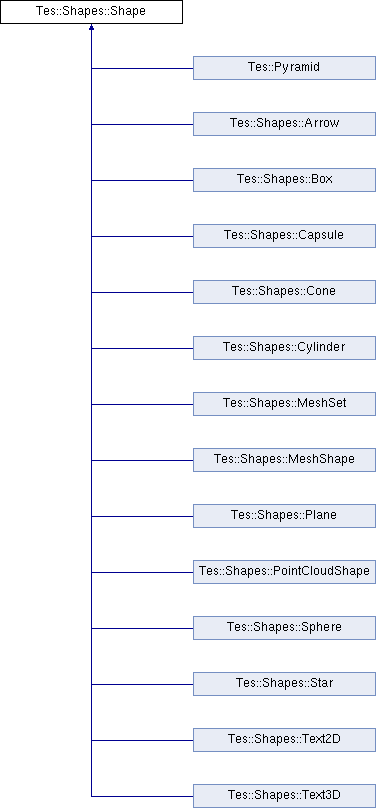 Tes::Shapes::Shape
Tes::Pyramid
Tes::Shapes::Arrow
Tes::Shapes::Box
Tes::Shapes::Capsule
Tes::Shapes::Cone
Tes::Shapes::Cylinder
Tes::Shapes::MeshSet
Tes::Shapes::MeshShape
Tes::Shapes::Plane
Tes::Shapes::PointCloudShape
Tes::Shapes::Sphere
Tes::Shapes::Star
Tes::Shapes::Text2D
Tes::Shapes::Text3D